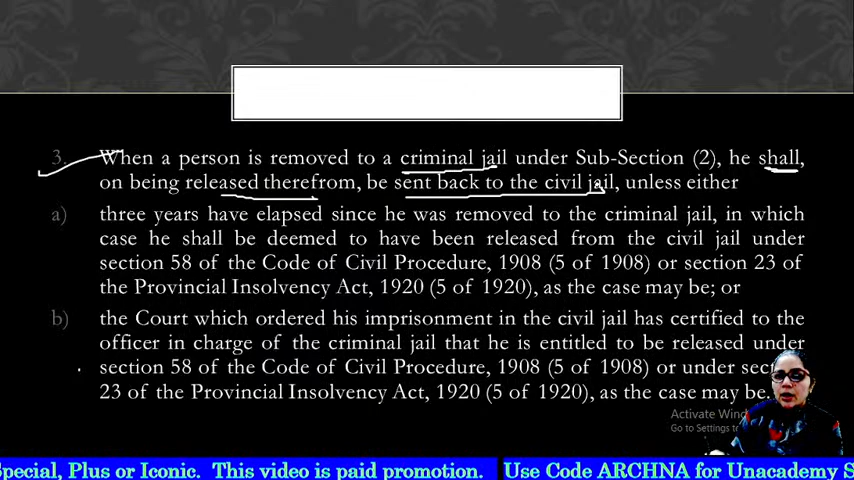 3. When a person is removed to a criminal jail under Sub-Section (2), he shall,
on being released therefrom, be sent back to the civil jail, unless either
a) three years have elapsed since he was removed to the criminal jail, in which
case he shall be deemed to have been released from the civil jail under
section 58 of the Code of Civil Procedure, 1908 (5 of 1908) or section 23 of
the Provincial Insolvency Act, 1920 (5 of 1920), as the case may be; or
b) the Court which ordered his imprisonment in the civil jail has certified to the
officer in charge of the criminal jail that he is entitled to be released under
section 58 of the Code of Civil Procedure, 1908 (5 of 1908) or under sec
23 of the Provincial Insolvency Act, 1920 (5 of 1920), as the case may be.
Activate Wind
Go to Settings t
Special, Plus or Iconic. This video is paid promotion. Use Code ARCHNA for Unacademy S